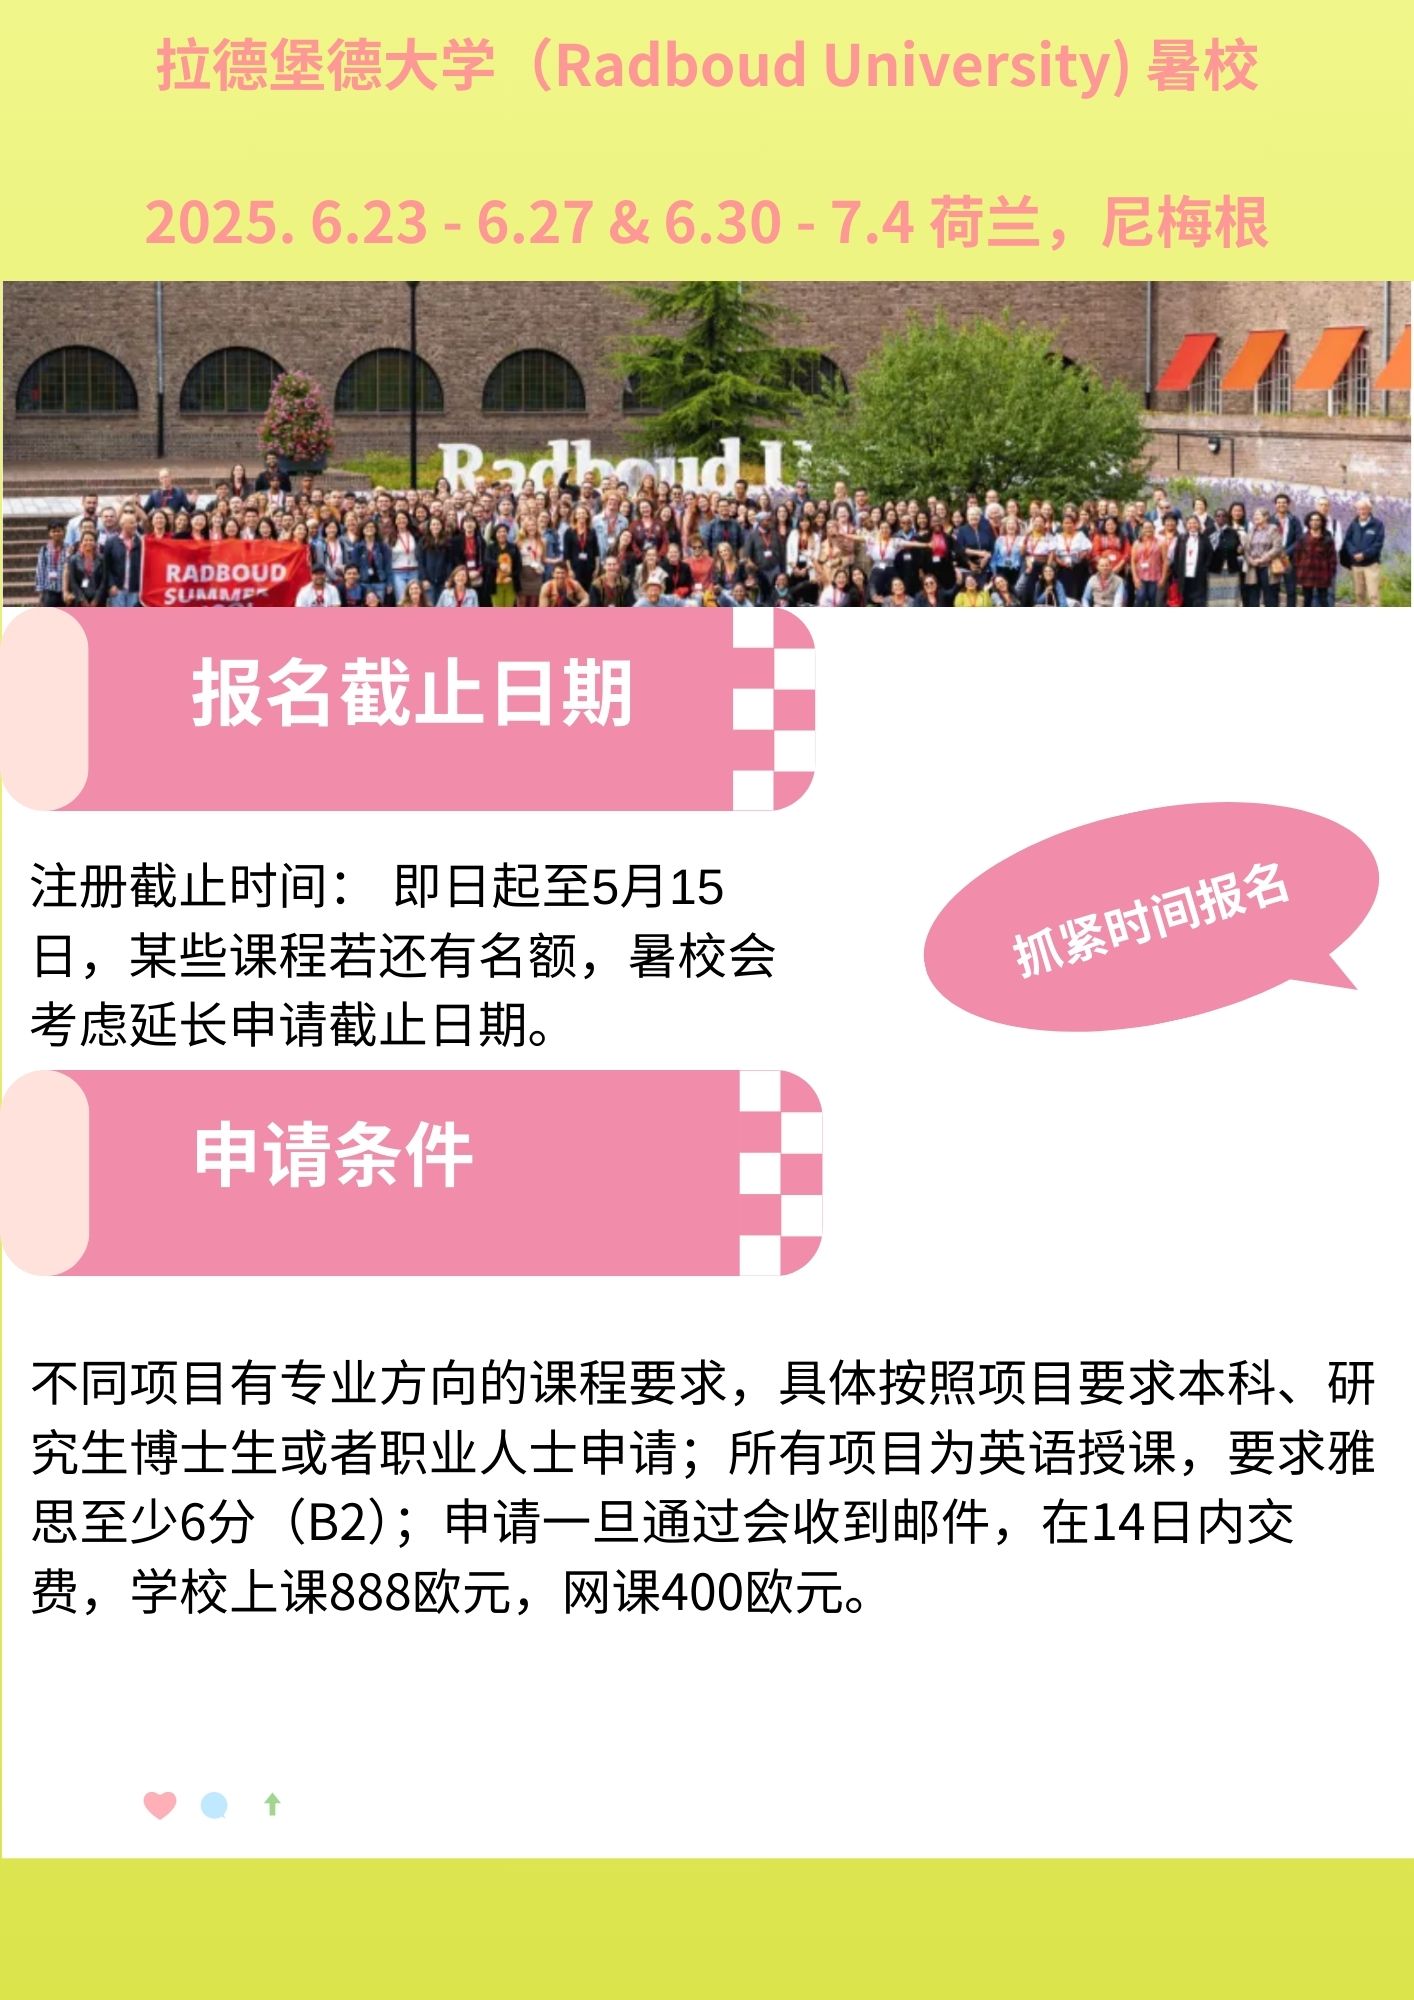 拉德堡德大学（Radboud University) 暑校
2025. 6.23 - 6.27 & 6.30 - 7.4 荷兰，尼梅根
Radboud U
RADBOUD
SUMMER
报名截止日期
注册截止时间： 即日起至5月15
日，某些课程若还有名额，暑校会
考虑延长申请截止日期。
抓紧时间报名
申请条件
不同项目有专业方向的课程要求，具体按照项目要求本科、研
究生博士生或者职业人士申请；所有项目为英语授课，要求雅
思至少6分（B2）；申请一旦通过会收到邮件，在14日内交
费，学校上课888欧元，网课400欧元。